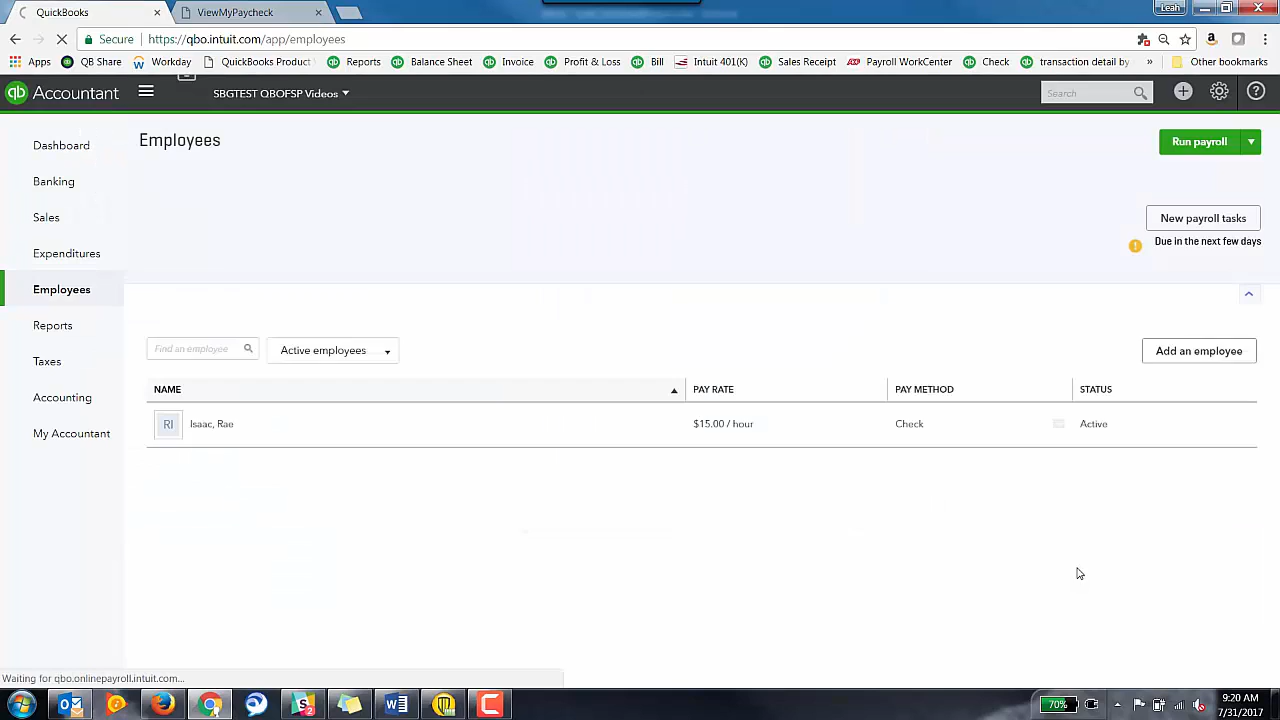 QuickBooks
ViewMyPaycheck
Leah
Secure https://qbo.intuit.com/app/employees
Apps QB Share Workday QuickBooks Product Reports Balance Sheet Invoice Profit & Loss Bill Intuit 401(K) Sales Receipt Payroll WorkCenter Check transaction detail by » Other bookmarks
qb Accountant SBGTEST QBOFSP Videos Search
Dashboard
Banking
Sales
Expenditures
Employees
Reports
Taxes
Accounting
My Accountant
Employees
Run payroll
New payroll tasks
! Due in the next few days
Find an employee Active employees Add an employee
NAME PAY RATE PAY METHOD STATUS
RI Isaac, Rae $15.00 / hour Check Active
Waiting for qbo.onlinepayroll.intuit.com...
70%
9:20 AM
7/31/2017